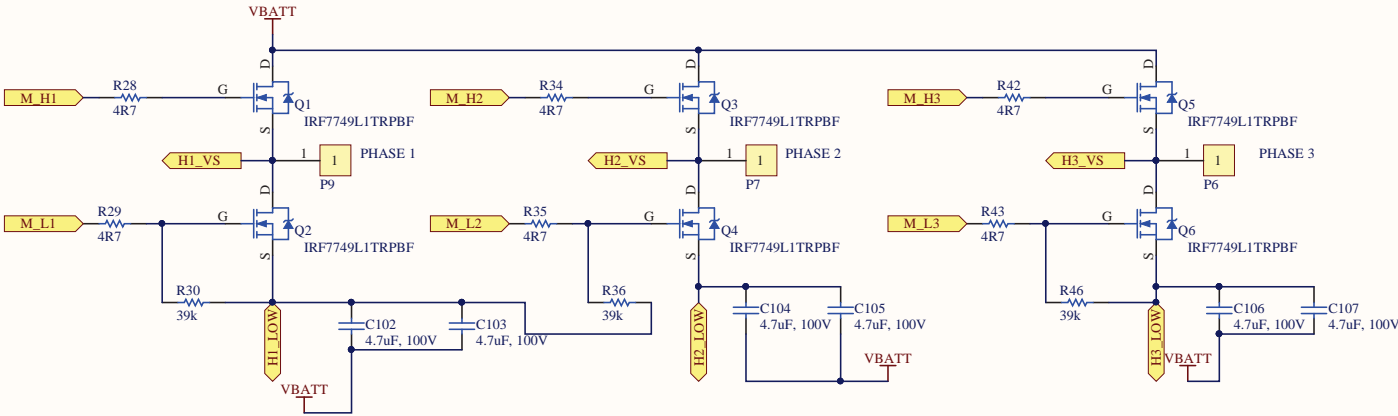 VBATT
D D D
M_H1 R28 4R7 G Q1 IRF7749L1TRPBF S
M_H2 R34 4R7 G Q3 IRF7749L1TRPBF S
M_H3 R42 4R7 G Q5 IRF7749L1TRPBF S
H1_VS 1 1 PHASE 1 P9
H2_VS 1 1 PHASE 2 P7
H3_VS 1 1 PHASE 3 P6
D D D
M_L1 R29 4R7 G Q2 IRF7749L1TRPBF S
M_L2 R35 4R7 G Q4 IRF7749L1TRPBF S
M_L3 R43 4R7 G Q6 IRF7749L1TRPBF S
R30 39k
H1_LOW
C102 4.7uF, 100V
C103 4.7uF, 100V
VBATT
R36 39k
H2_LOW
C104 4.7uF, 100V
C105 4.7uF, 100V
VBATT
R46 39k
H3_LOW
C106 4.7uF, 100V
C107 4.7uF, 100V
VBATT